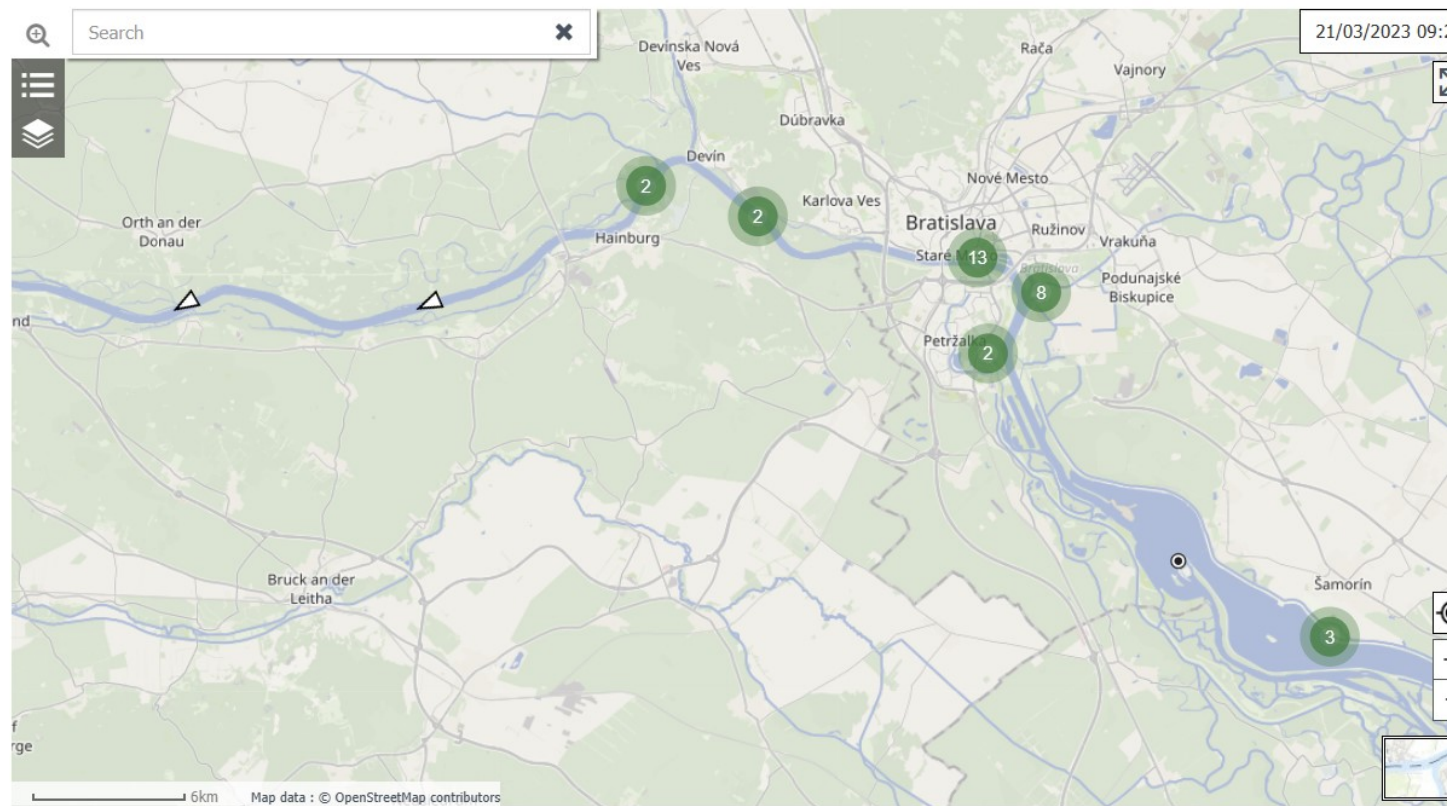 Search
21/03/2023 09:2
Devínska Nová
Ves
Rača
Vajnory
Dúbravka
Devín
2
Nové Mesto
Karlova Ves
2
Orth an der
Donau
Hainburg
Bratislava
Ružinov
Vrakuňa
Staré M
13
Bratislava
Podunajské
Biskupice
8
nd
Petržalka
2
Bruck an der
Leitha
Šamorín
3
f
rge
6km
Map data : © OpenStreetMap contributors